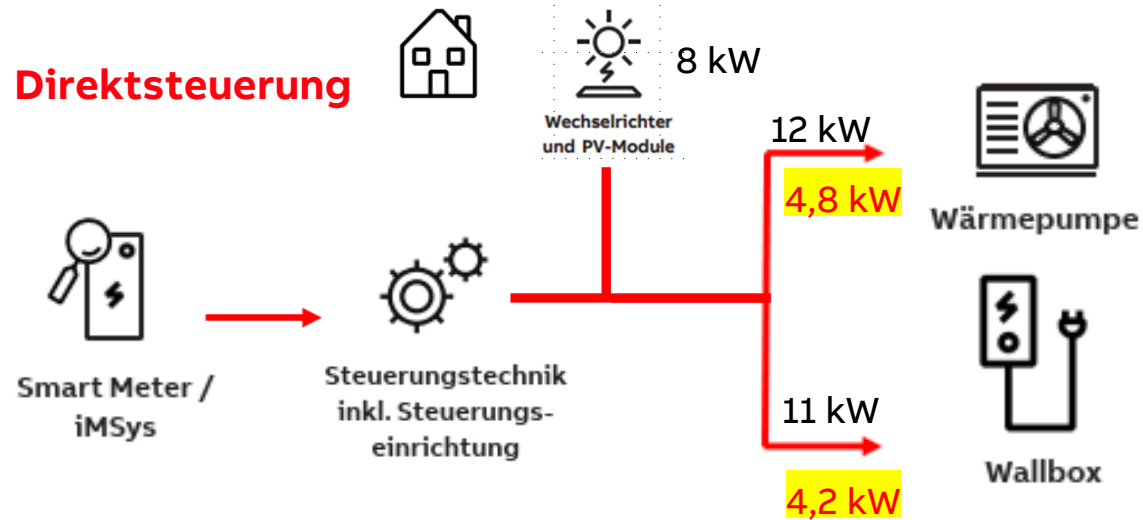 Direktsteuerung
8 kW
Wechselrichter
und PV-Module
12 kW
4,8 kW
Wärmepumpe
Smart Meter /
iMSys
Steuerungstechnik
inkl. Steuerungs-
einrichtung
11 kW
4,2 kW
Wallbox